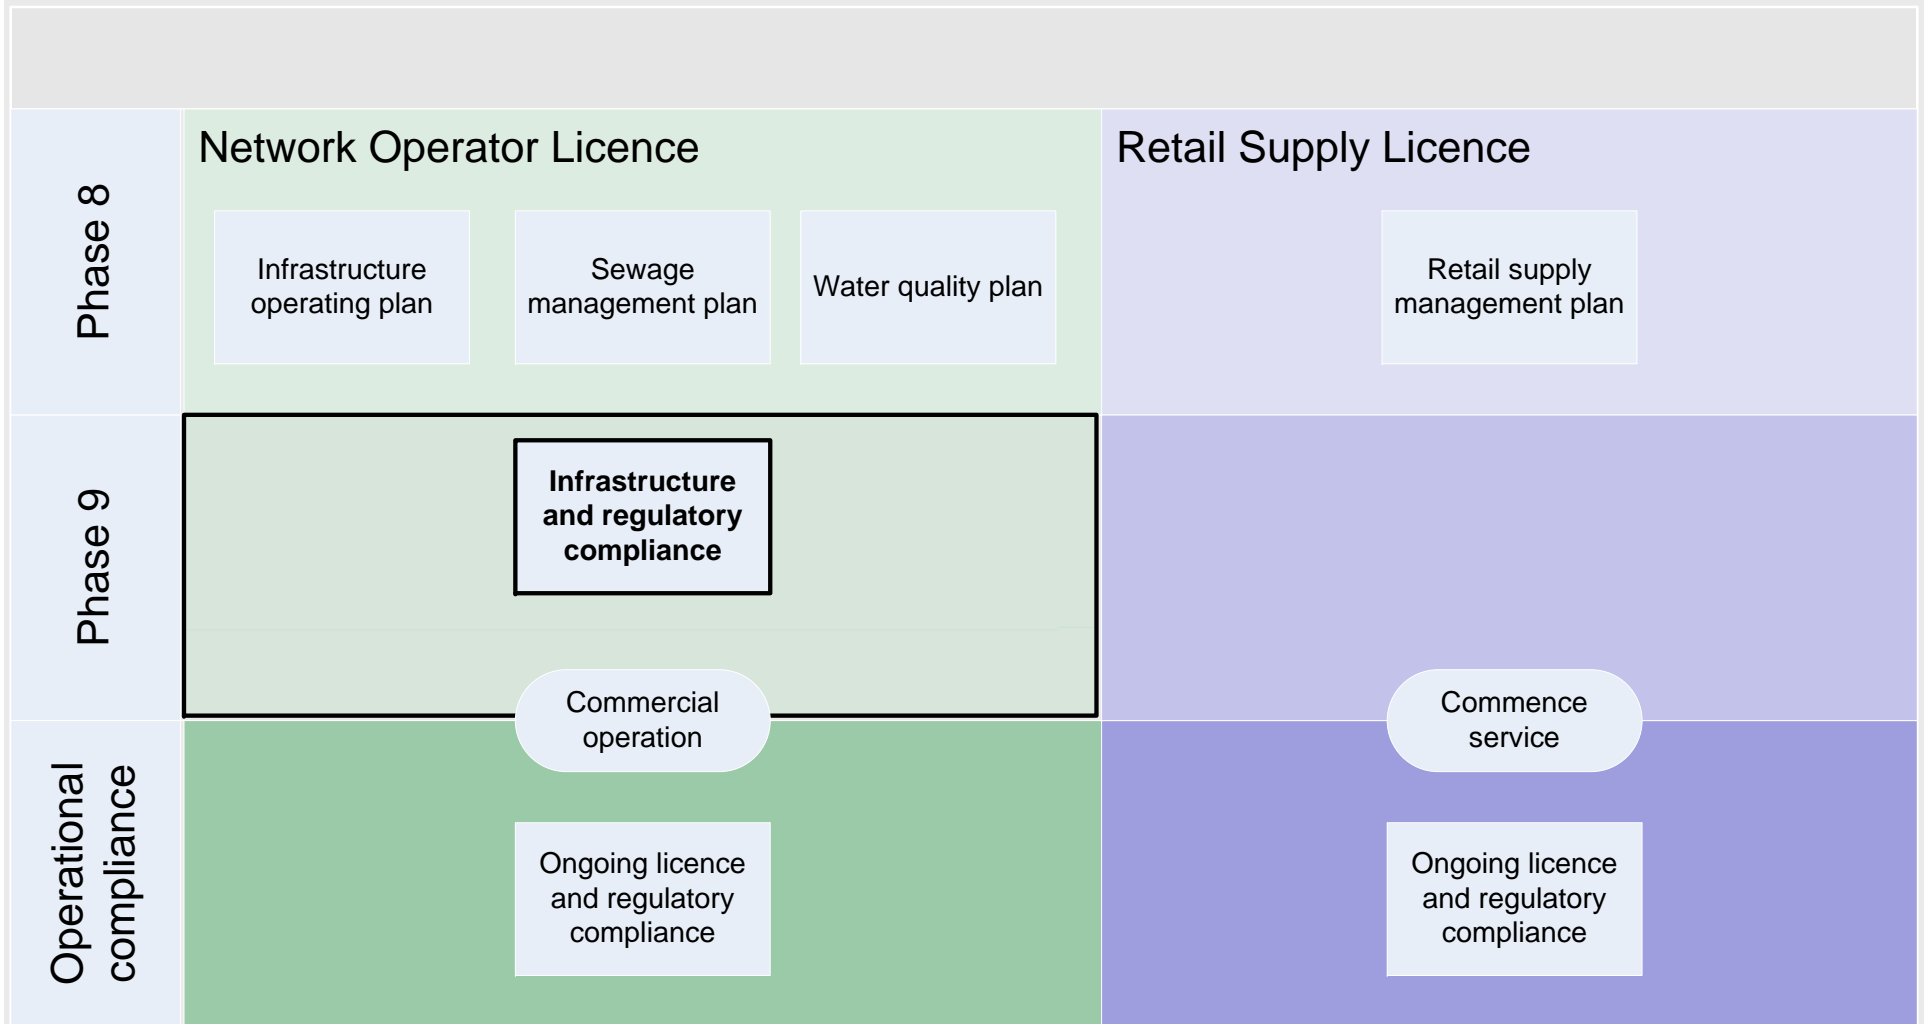 Network Operator Licence
Retail Supply Licence
Phase 8
Infrastructure
operating plan
Sewage
management plan
Water quality plan
Retail supply
management plan
Phase 9
Infrastructure
and regulatory
compliance
Commercial
operation
Commence
service
Operational
compliance
Ongoing licence
and regulatory
compliance
Ongoing licence
and regulatory
compliance